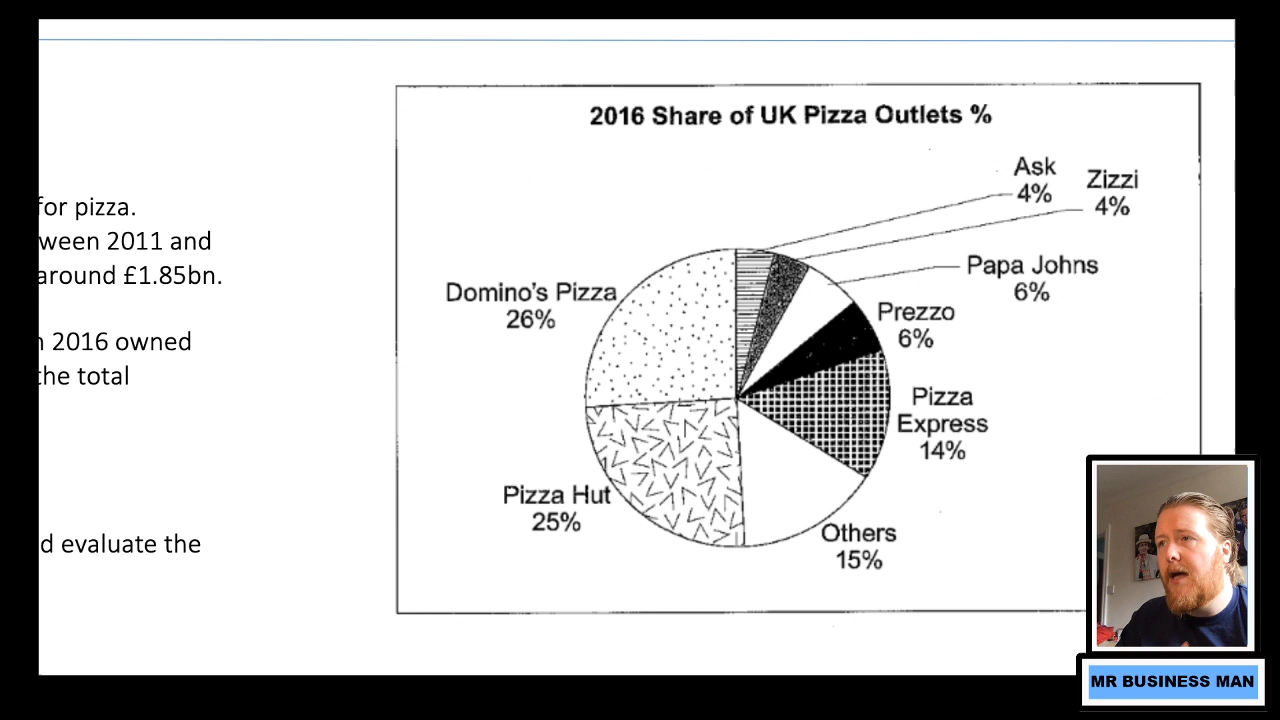 for pizza.
ween 2011 and
around £1.85bn.
2016 owned
the total
d evaluate the
2016 Share of UK Pizza Outlets %
Ask
4%
Zizzi
4%
Papa Johns
6%
Prezzo
6%
Pizza
Express
14%
Others
15%
Pizza Hut
25%
Domino's Pizza
26%
MR BUSINESS MAN